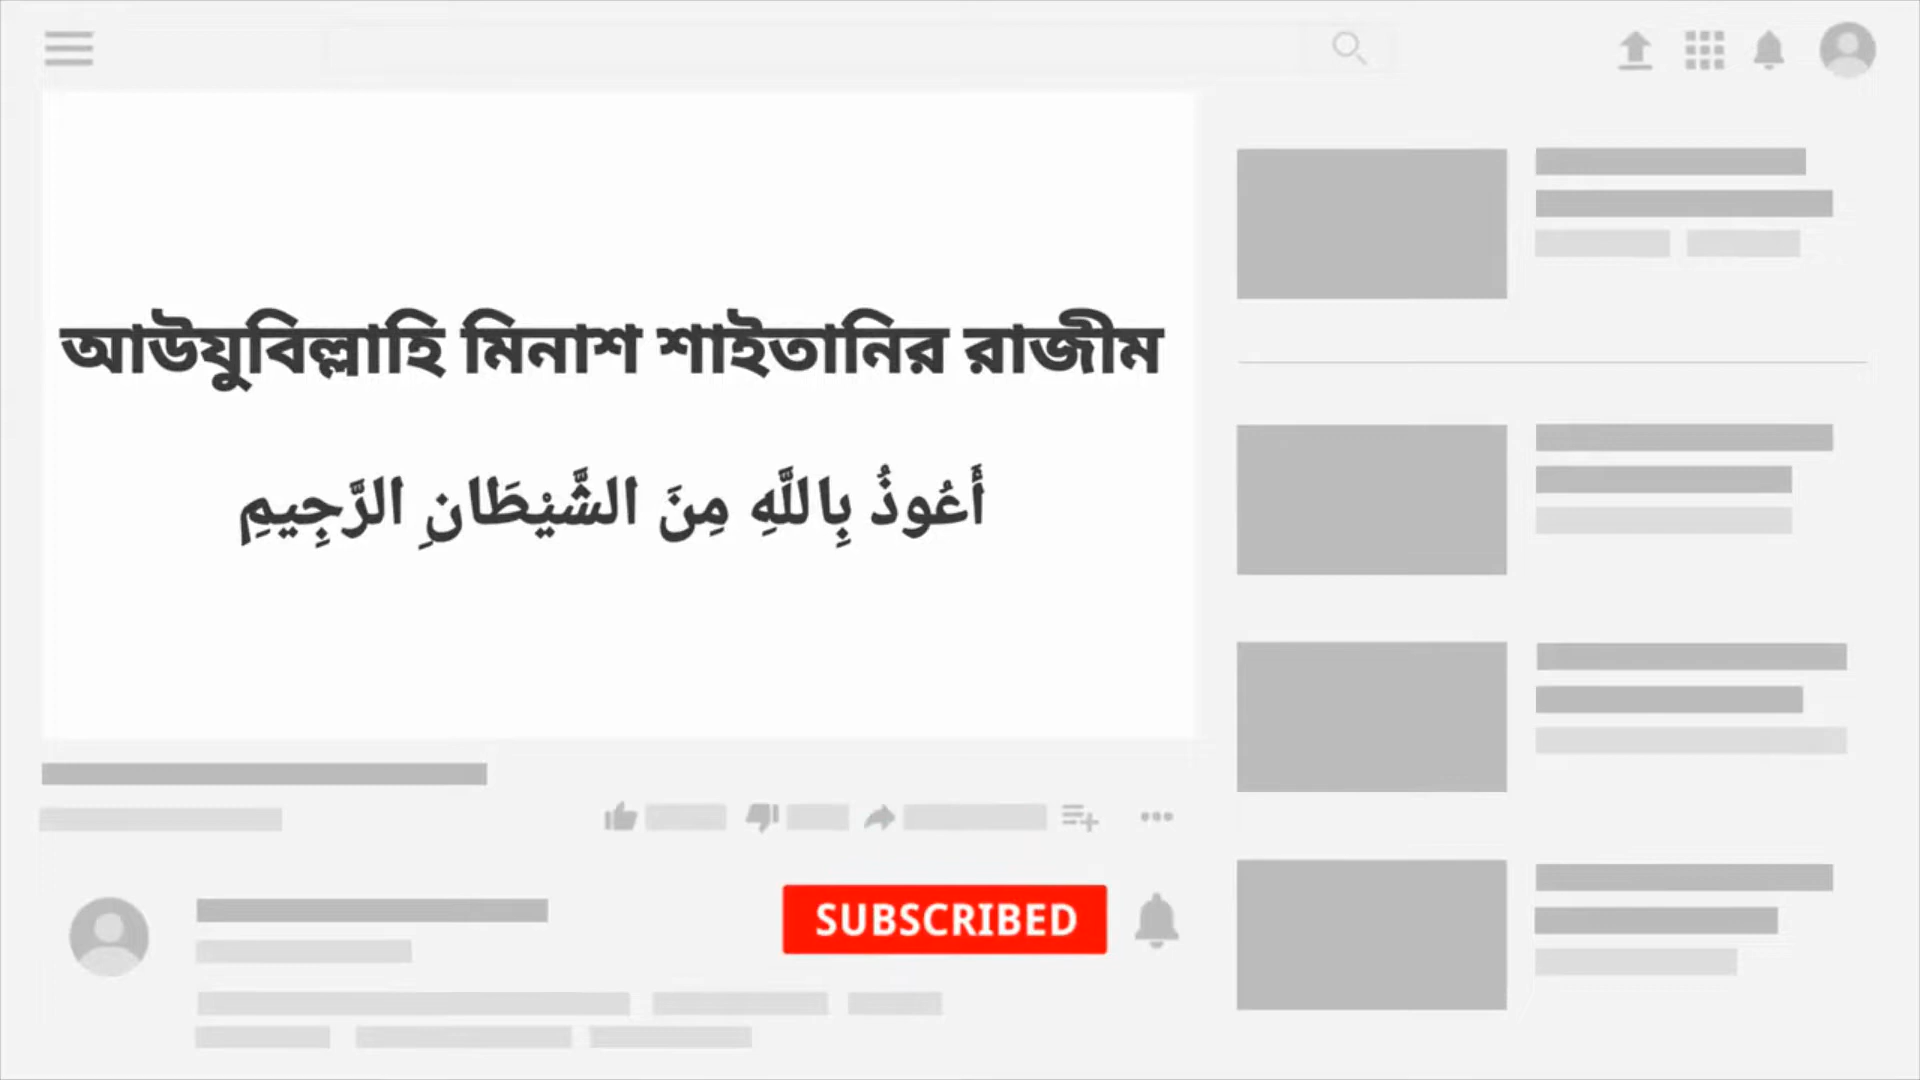 আউযুবিল্লাহি মিনাশ শাইতানির রাজীম
أَعُوذُ بِاللَّهِ مِنَ الشَّيْطَانِ الرَّجِيمِ
SUBSCRIBED